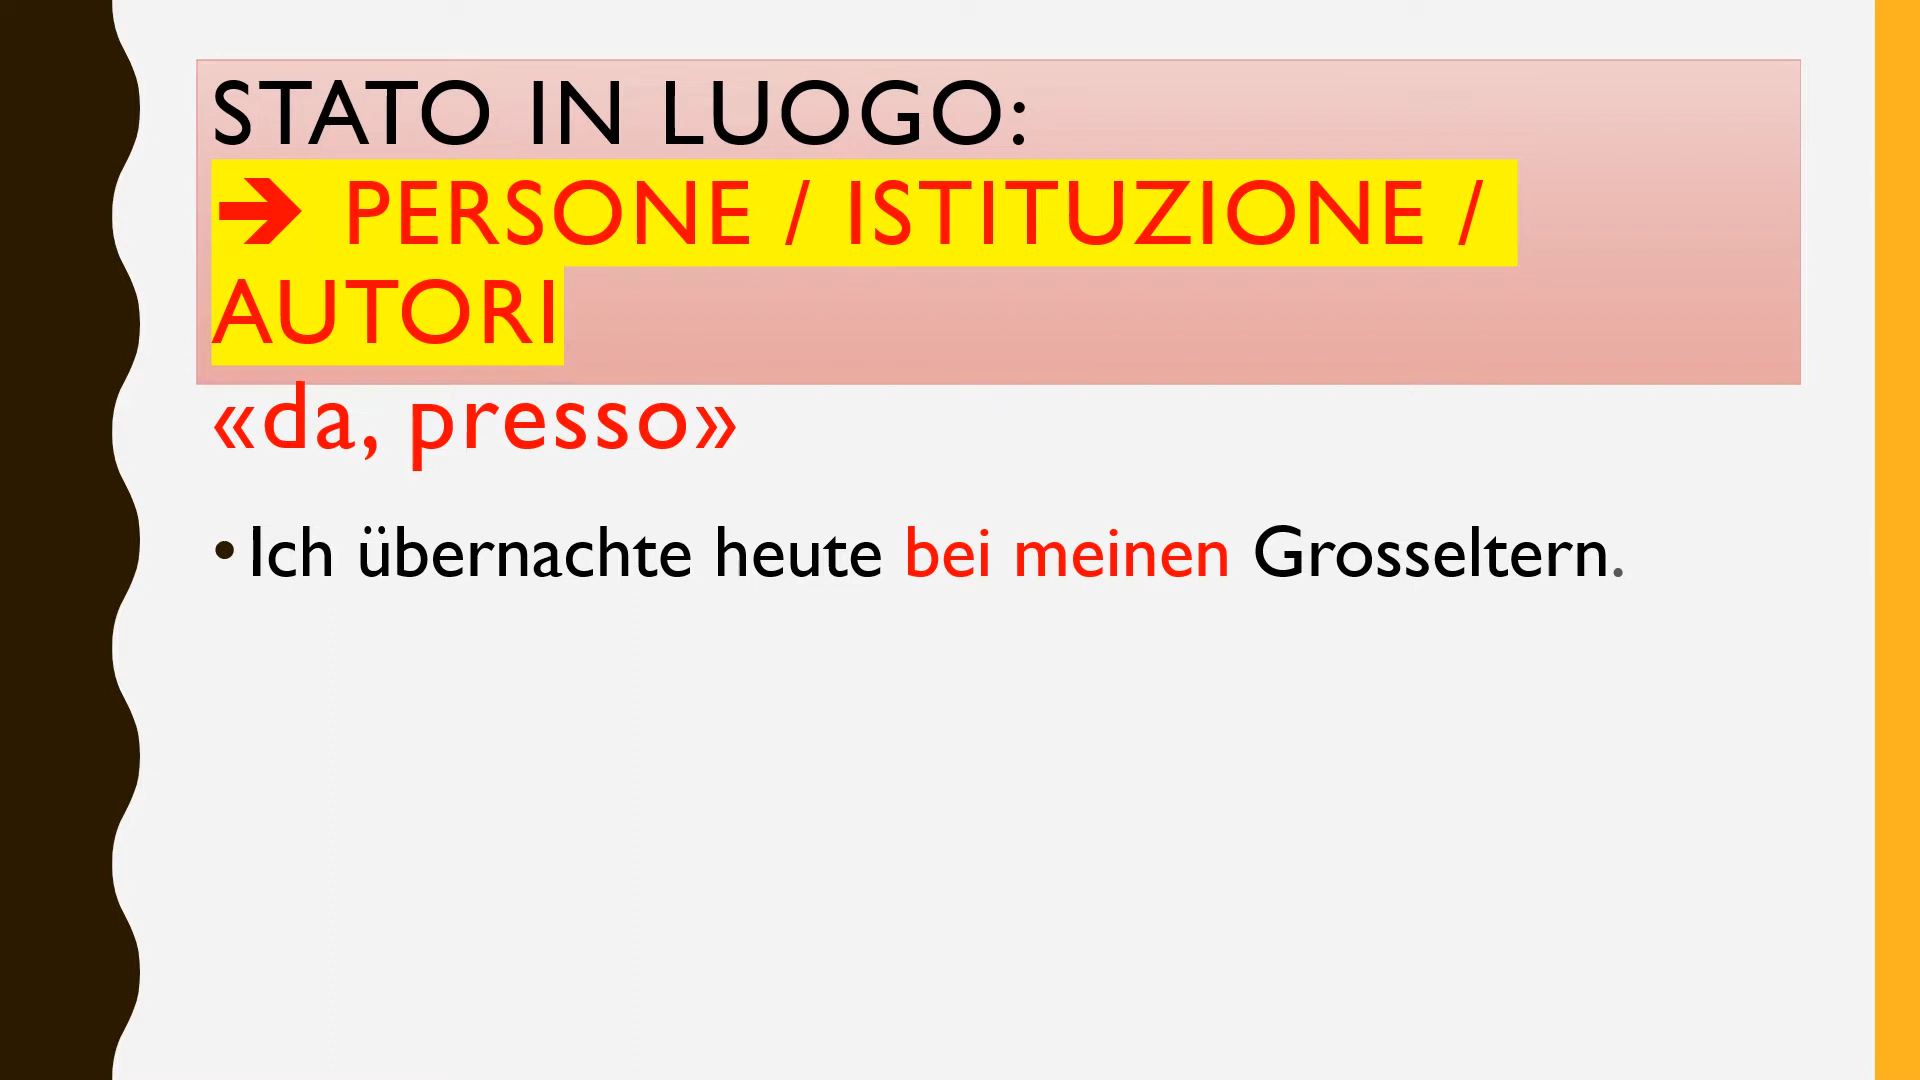 STATO IN LUOGO:
➔ PERSONE / ISTITUZIONE /
AUTORI
«da, presso»
• Ich übernachte heute bei meinen Grosseltern.